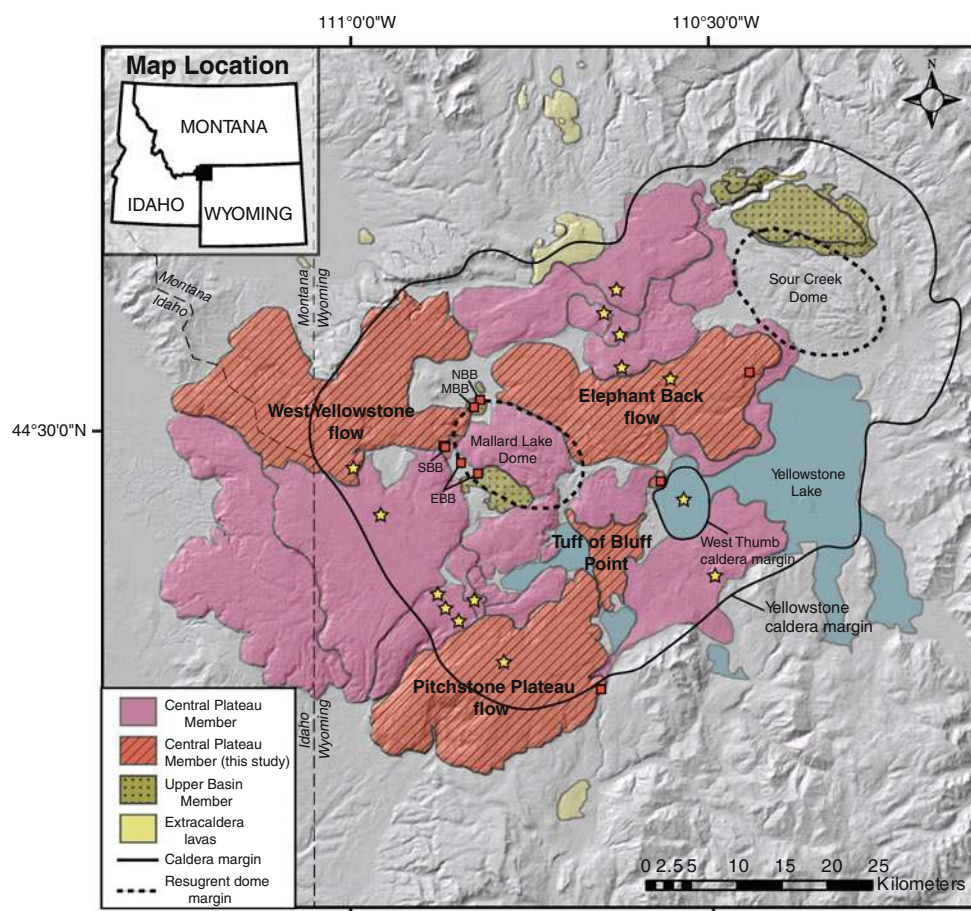 111°0'0"W
110°30'0"W
Map Location
MONTANA
IDAHO
WYOMING
N
Montana
Idaho
Montana
Wyoming
Sour Creek
Dome
NBB
MBB
Elephant Back
flow
West Yellowstone
flow
44°30'0"N
Mallard Lake
Dome
SBB
EBB
Yellowstone
Lake
Tuff of Bluff
Point
West Thumb
caldera margin
Yellowstone
caldera margin
Pitchstone Plateau
flow
Idaho
Wyoming
Central Plateau
Member
Central Plateau
Member (this study)
Upper Basin
Member
Extracaldera
lavas
Caldera margin
Resugrent dome
margin
0 2.5 5 10 15 20 25
Kilometers